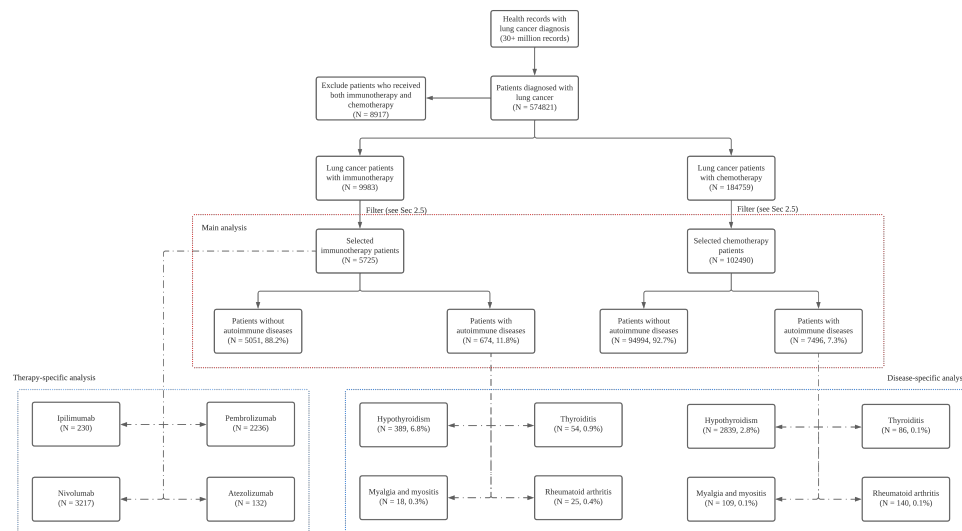 Health records with
lung cancer diagnosis
(30+ million records)
Exclude patients who received
both immunotherapy and
chemotherapy
(N = 8917)
Patients diagnosed with
lung cancer
(N = 574821)
Lung cancer patients
with immunotherapy
(N = 9983)
Lung cancer patients
with chemotherapy
(N = 184759)
Filter (see Sec 2.5)
Filter (see Sec 2.5)
Main analysis
Selected
immunotherapy patients
(N = 5725)
Selected chemotherapy
patients
(N = 102490)
Patients without
autoimmune diseases
(N = 5051, 88.2%)
Patients with
autoimmune diseases
(N = 674, 11.8%)
Patients without
autoimmune diseases
(N = 94994, 92.7%)
Patients with
autoimmune diseases
(N = 7496, 7.3%)
Therapy-specific analysis
Disease-specific analys
Ipilimumab
(N = 230)
Pembrolizumab
(N = 2236)
Nivolumab
(N = 3217)
Atezolizumab
(N = 132)
Hypothyroidism
(N = 389, 6.8%)
Thyroiditis
(N = 54, 0.9%)
Myalgia and myositis
(N = 18, 0.3%)
Rheumatoid arthritis
(N = 25, 0.4%)
Hypothyroidism
(N = 2839, 2.8%)
Thyroiditis
(N = 86, 0.1%)
Myalgia and myositis
(N = 109, 0.1%)
Rheumatoid arthritis
(N = 140, 0.1%)